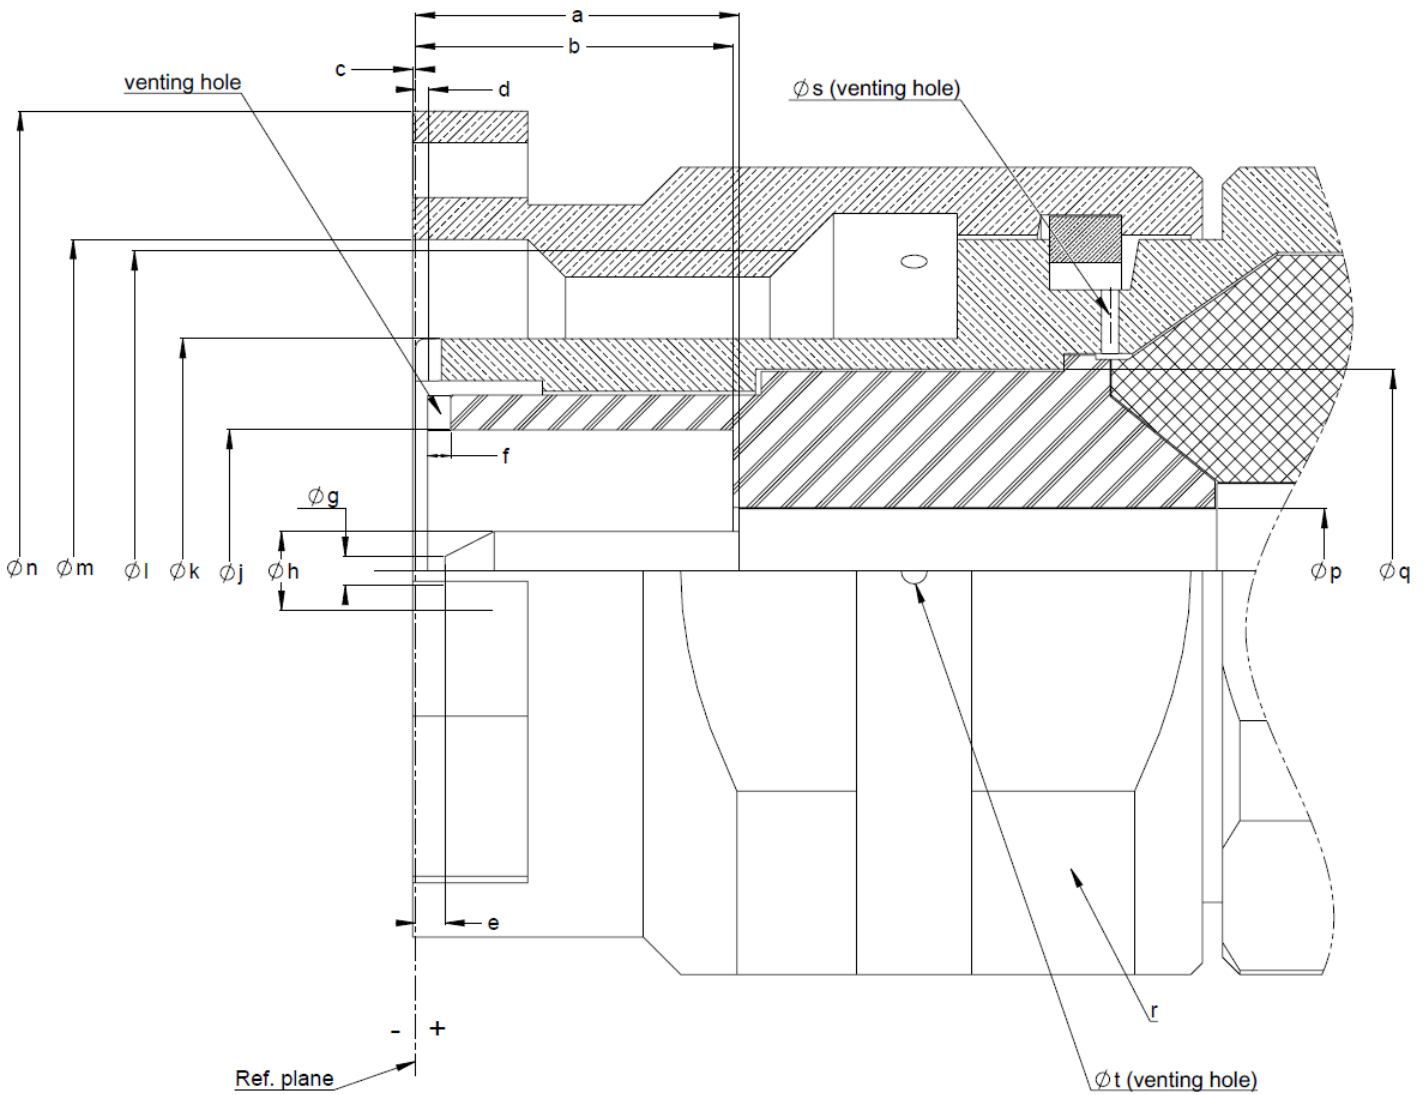 a
b
c
d
venting hole
∅s (venting hole)
f
∅g
∅n
∅m
∅l
∅k
∅j
∅h
∅p
∅q
e
r
- +
Ref. plane
∅t (venting hole)